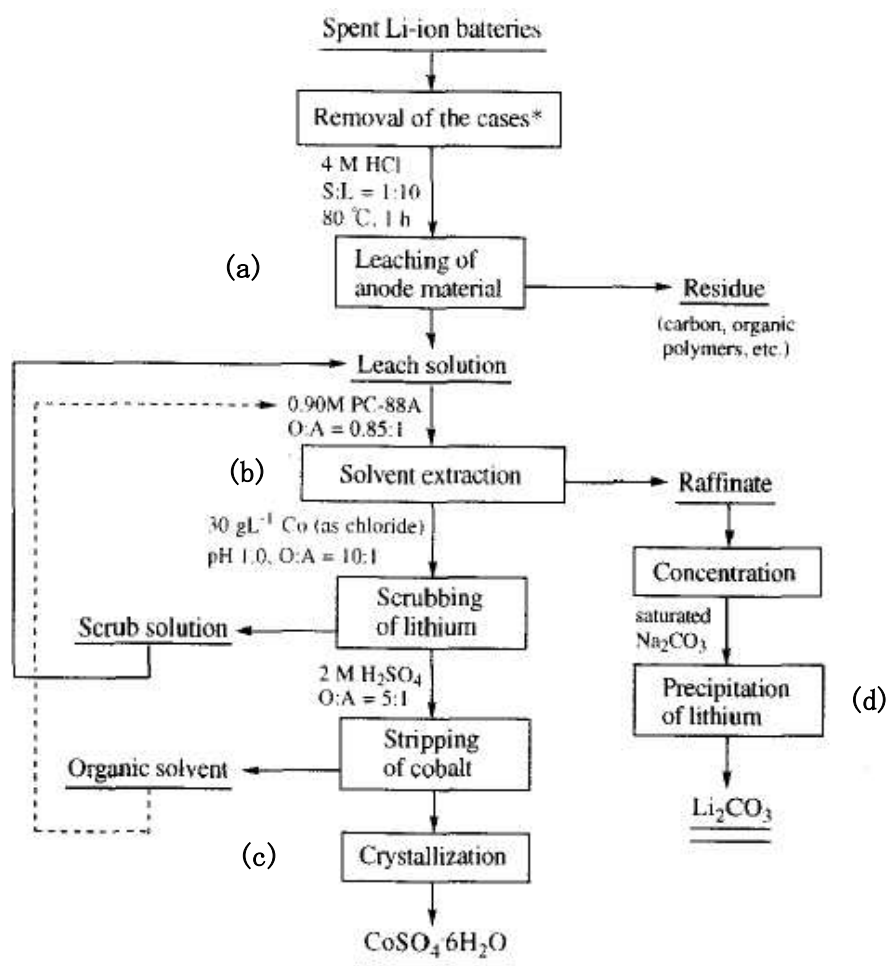 Spent Li-ion batteries
Removal of the cases*
4 M HCl
S:L = 1:10
80 ℃, 1 h
(a)
Leaching of
anode material
Residue
(carbon, organic
polymers, etc.)
Leach solution
0.90M PC-88A
O:A = 0.85:1
(b)
Solvent extraction
Raffinate
30 gL⁻¹ Co (as chloride)
pH 1.0, O:A = 10:1
Concentration
Scrubbing
of lithium
Scrub solution
saturated
Na₂CO₃
2 M H₂SO₄
O:A = 5:1
Precipitation
of lithium
(d)
Stripping
of cobalt
Organic solvent
Li₂CO₃
(c)
Crystallization
CoSO₄·6H₂O